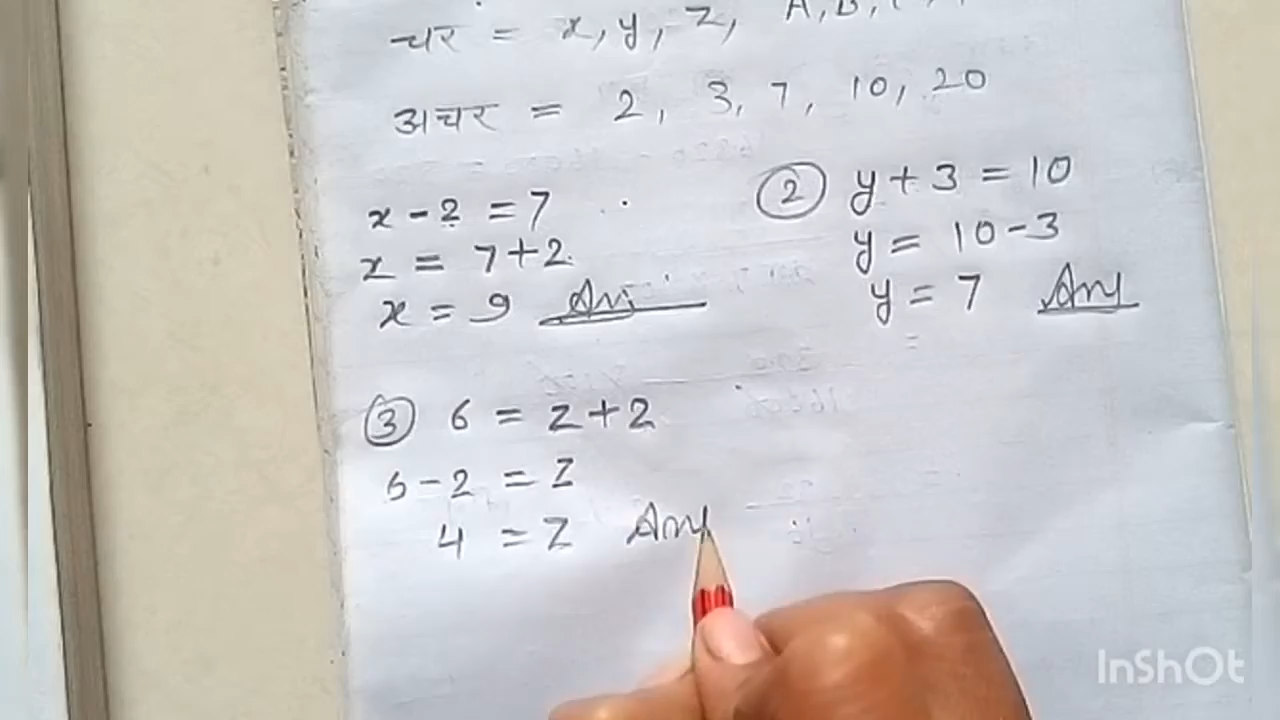 चर = x, y, z, A, B,
अचर = 2, 3, 7, 10, 20
x - 2 = 7
x = 7+2
x = 9 Ans
② y + 3 = 10
y = 10-3
y = 7 Ans
③ 6 = z+2
6-2 = z
4 = z Ans
InShOt